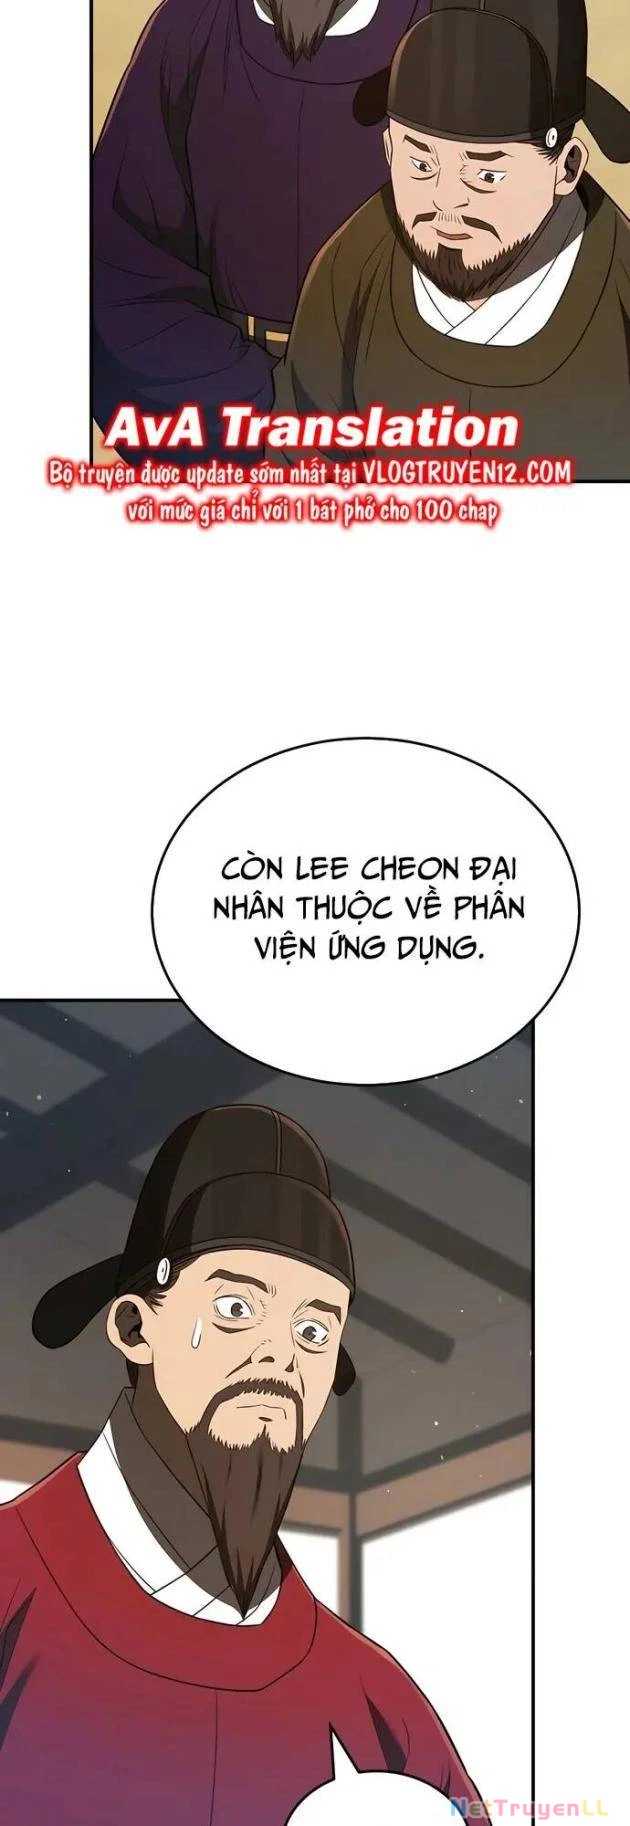 AvA Translation
Bộ truyện được update sớm nhất tại VLOGTRUYEN12.COM
với mức giá chỉ với 1 bát phở cho 100 chap
CÒN LEE CHEON ĐẠI
NHÂN THUỘC VỀ PHÂN
VIỆN ỨNG DỤNG.
NetTruyenLL